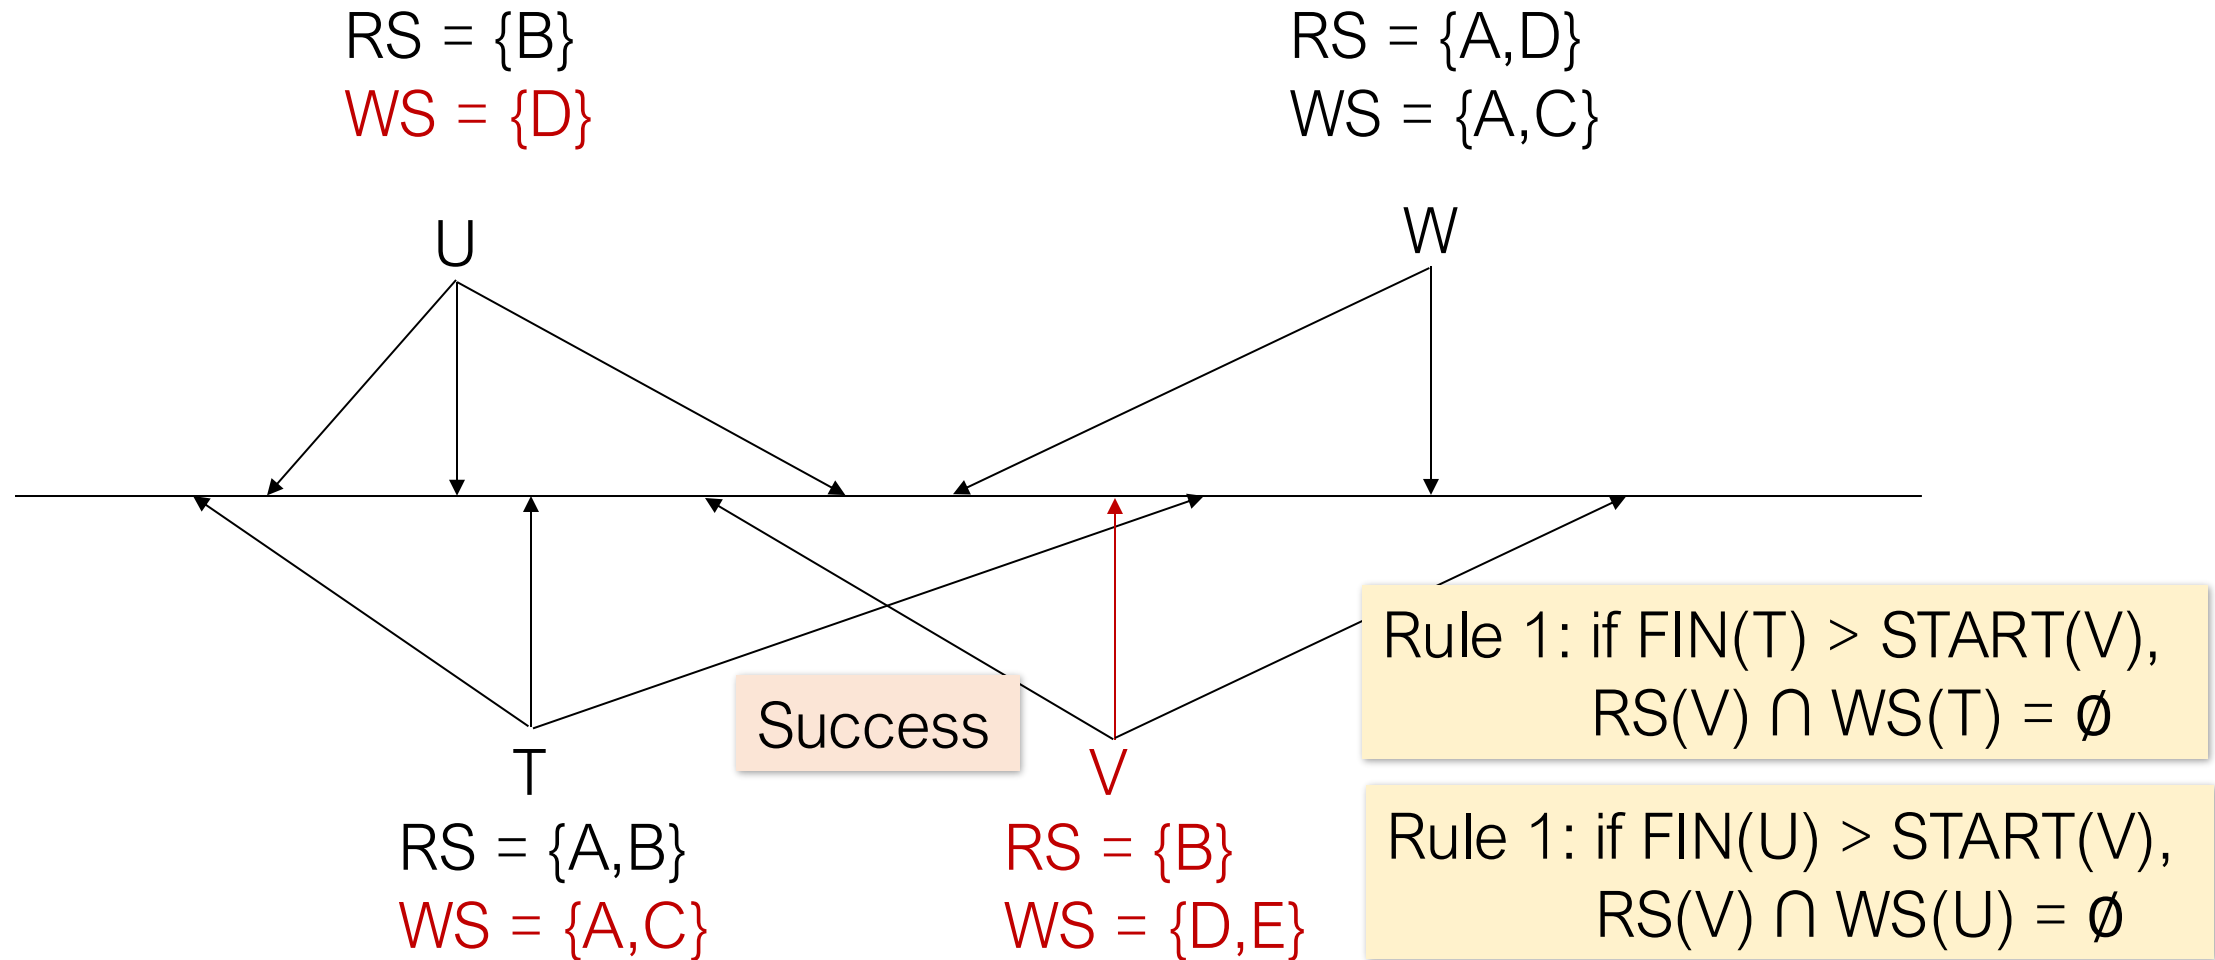 RS = {B}
WS = {D}
RS = {A,D}
WS = {A,C}
U
W
Success
Rule 1: if FIN(T) > START(V),
RS(V) ∩ WS(T) = ∅
T
V
RS = {A,B}
WS = {A,C}
RS = {B}
WS = {D,E}
Rule 1: if FIN(U) > START(V),
RS(V) ∩ WS(U) = ∅